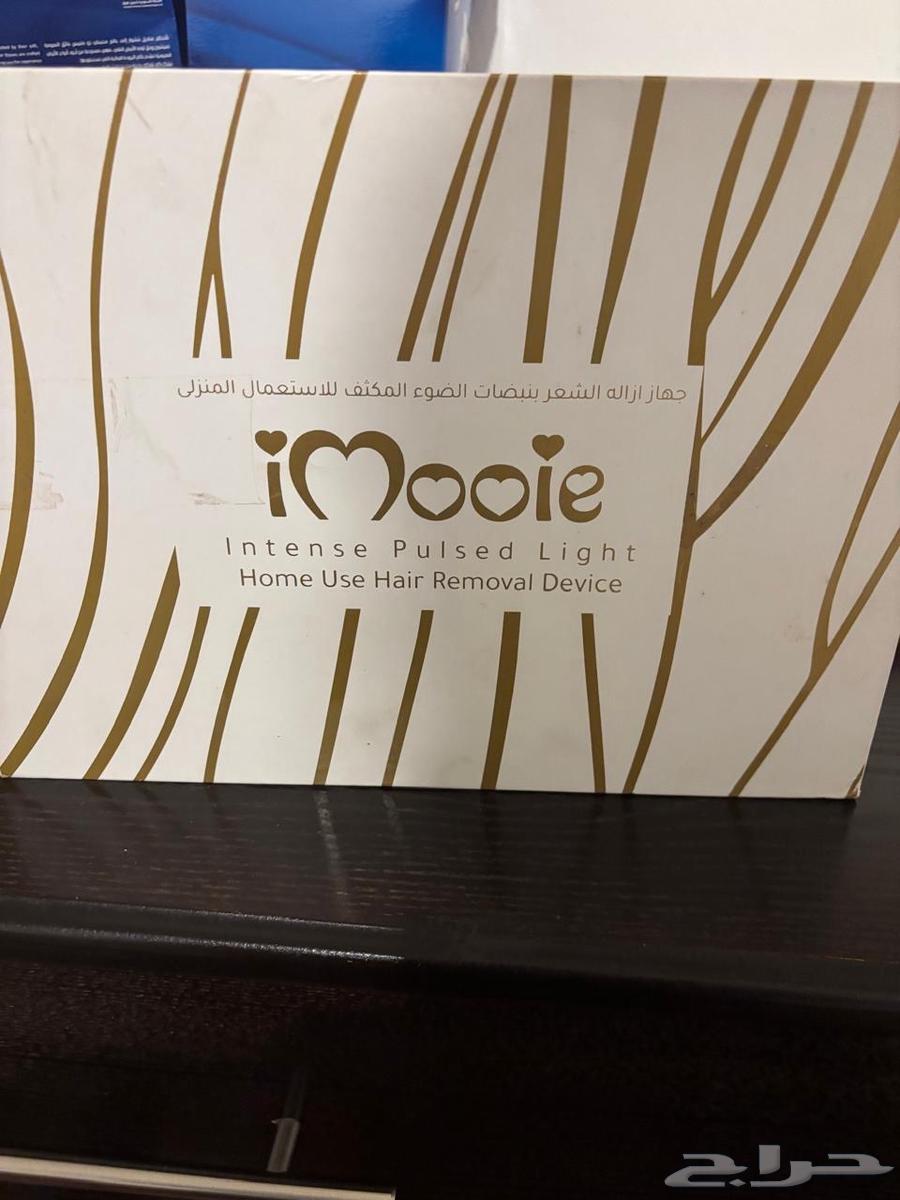 جهاز ازاله الشعر بنبضات الضوء المكثف للاستعمال المنزلى
iMooie
Intense Pulsed Light
Home Use Hair Removal Device
حراج